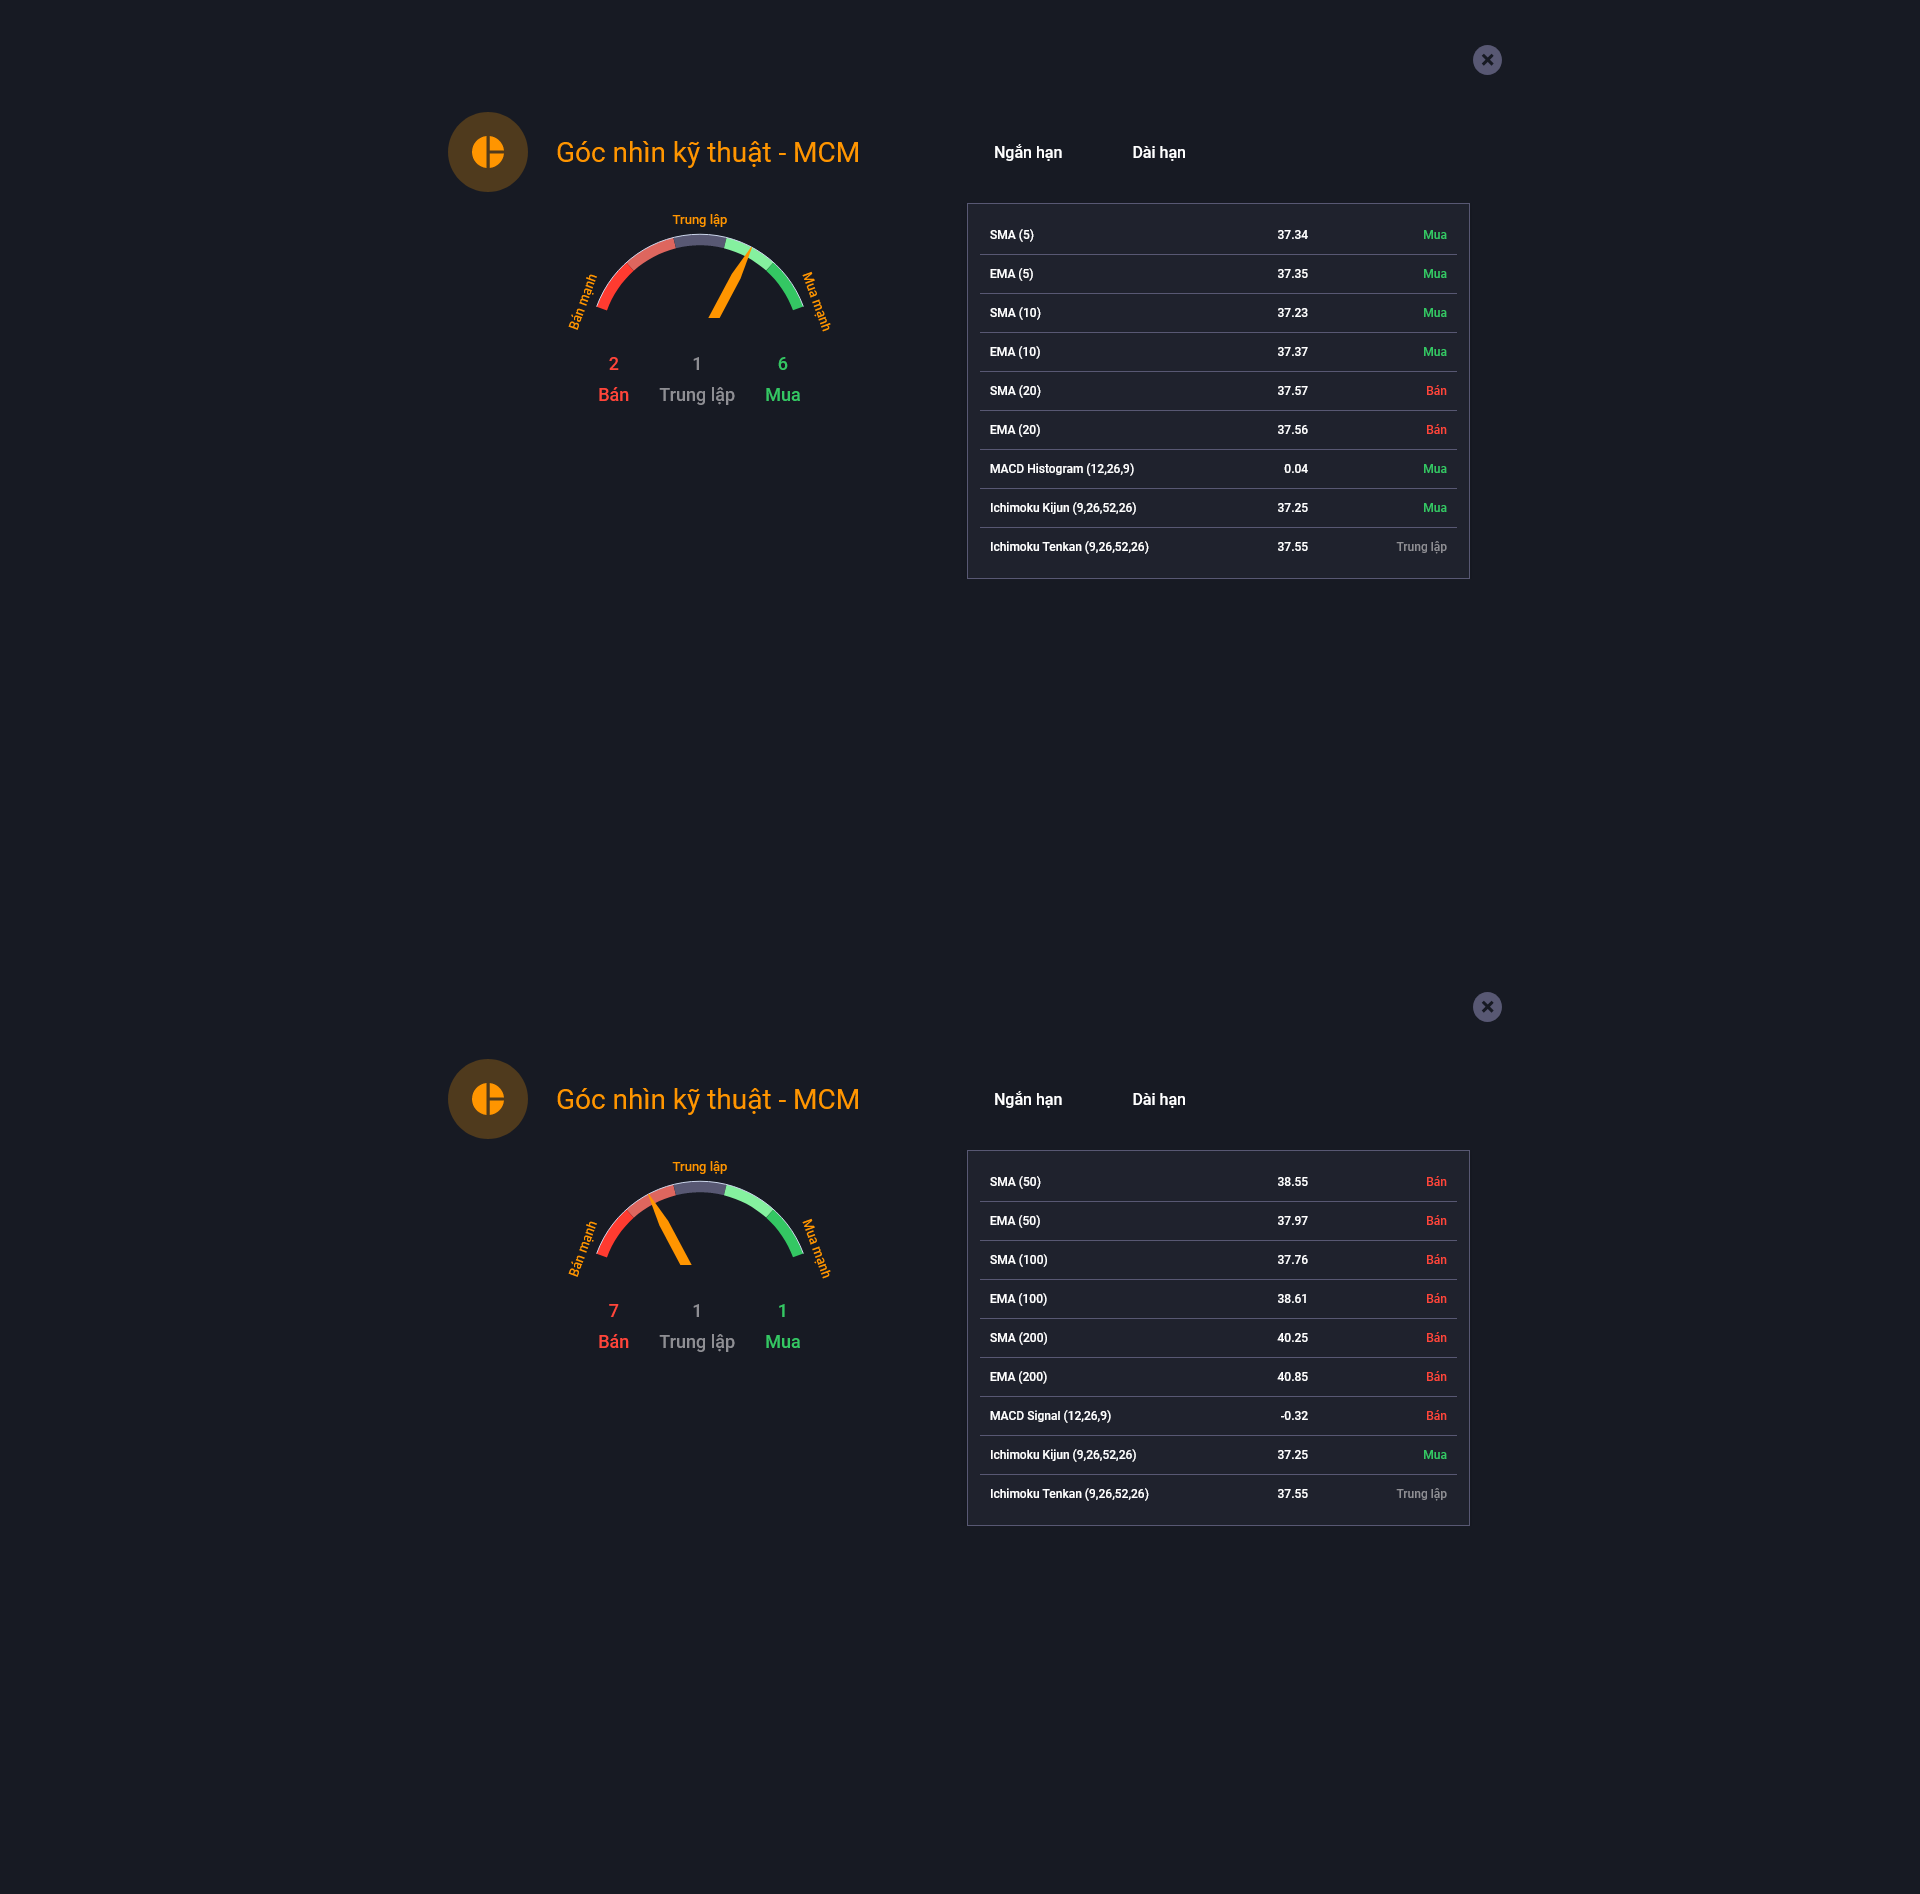 Góc nhìn kỹ thuật - MCM
Ngắn hạn Dài hạn
Trung lập
Bán mạnh
Mua mạnh
2 1 6
Bán Trung lập Mua
SMA (5) 37.34 Mua
EMA (5) 37.35 Mua
SMA (10) 37.23 Mua
EMA (10) 37.37 Mua
SMA (20) 37.57 Bán
EMA (20) 37.56 Bán
MACD Histogram (12,26,9) 0.04 Mua
Ichimoku Kijun (9,26,52,26) 37.25 Mua
Ichimoku Tenkan (9,26,52,26) 37.55 Trung lập
Góc nhìn kỹ thuật - MCM
Ngắn hạn Dài hạn
Trung lập
Bán mạnh
Mua mạnh
7 1 1
Bán Trung lập Mua
SMA (50) 38.55 Bán
EMA (50) 37.97 Bán
SMA (100) 37.76 Bán
EMA (100) 38.61 Bán
SMA (200) 40.25 Bán
EMA (200) 40.85 Bán
MACD Signal (12,26,9) -0.32 Bán
Ichimoku Kijun (9,26,52,26) 37.25 Mua
Ichimoku Tenkan (9,26,52,26) 37.55 Trung lập